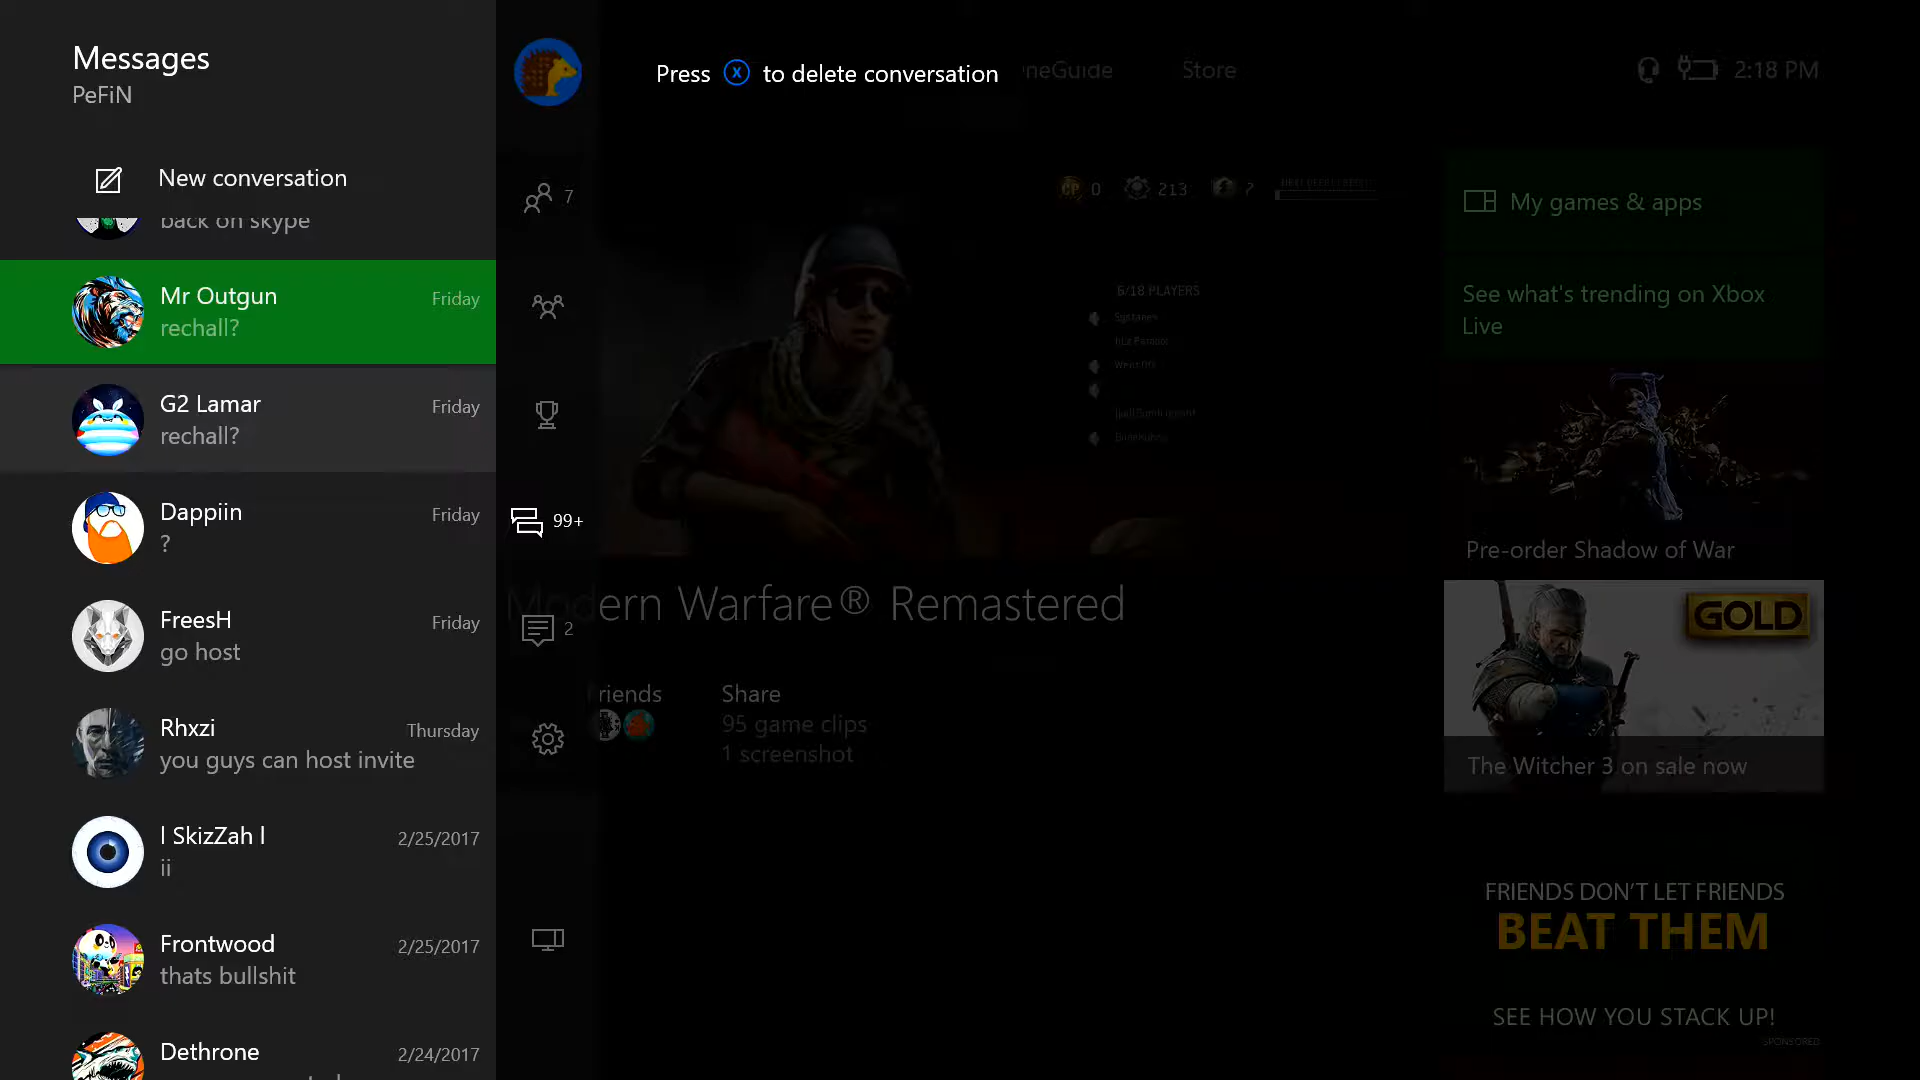 Messages
PeFiN
New conversation
back on skype
Mr Outgun Friday
rechall?
G2 Lamar Friday
rechall?
Dappiin Friday
?
FreesH Friday
go host
Rhxzi Thursday
you guys can host invite
l SkizZah l 2/25/2017
ii
Frontwood 2/25/2017
thats bullshit
Dethrone 2/24/2017
7
99+
2
Press X to delete conversation
neGuide Store
2:18 PM
CP 0 213 7
6/18 PLAYERS
Modern Warfare® Remastered
riends
Share
95 game clips
1 screenshot
My games & apps
See what's trending on Xbox
Live
Pre-order Shadow of War
GOLD
The Witcher 3 on sale now
FRIENDS DON'T LET FRIENDS
BEAT THEM
SEE HOW YOU STACK UP!
SPONSORED